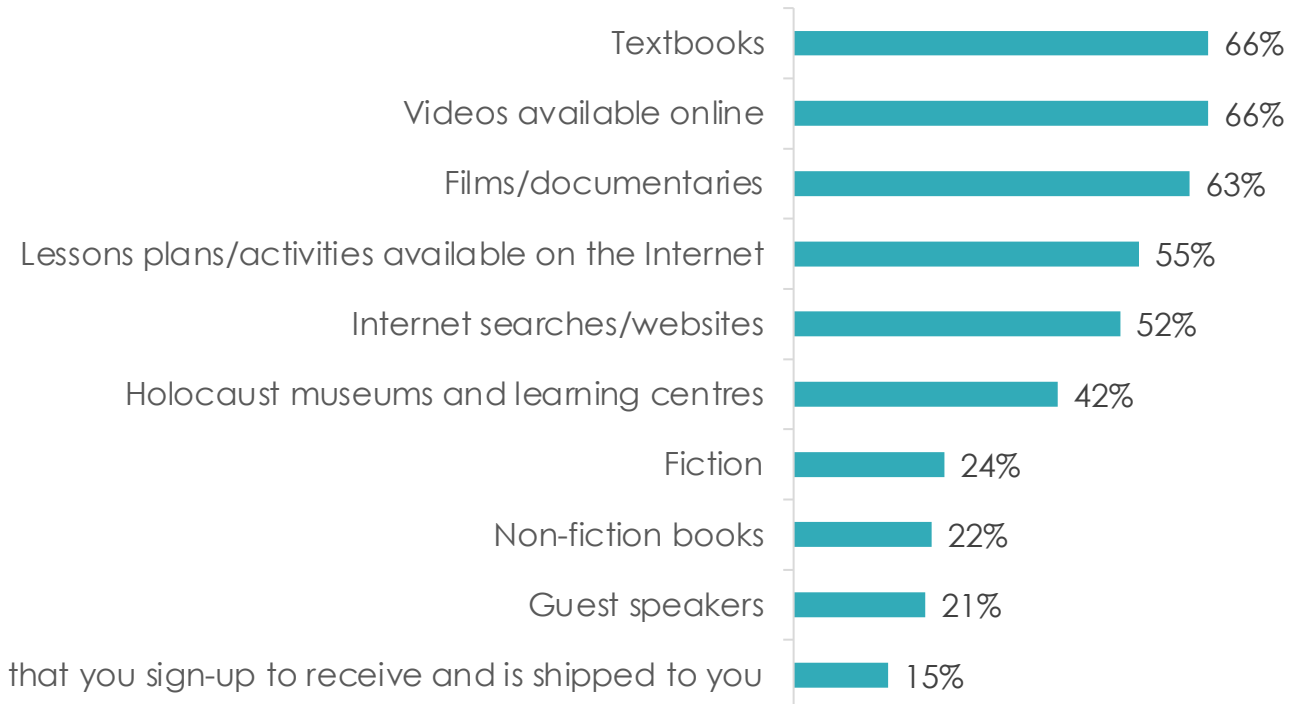 Textbooks 66%
Videos available online 66%
Films/documentaries 63%
Lessons plans/activities available on the Internet 55%
Internet searches/websites 52%
Holocaust museums and learning centres 42%
Fiction 24%
Non-fiction books 22%
Guest speakers 21%
that you sign-up to receive and is shipped to you 15%